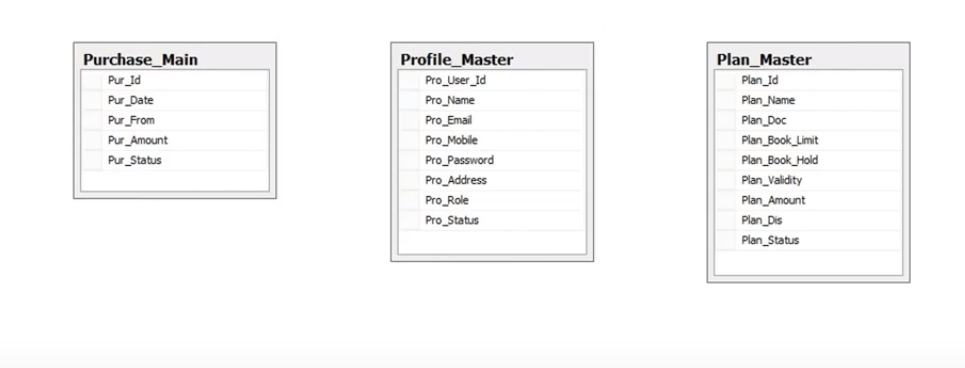 Purchase_Main
Pur_Id
Pur_Date
Pur_From
Pur_Amount
Pur_Status
Profile_Master
Pro_User_Id
Pro_Name
Pro_Email
Pro_Mobile
Pro_Password
Pro_Address
Pro_Role
Pro_Status
Plan_Master
Plan_Id
Plan_Name
Plan_Doc
Plan_Book_Limit
Plan_Book_Hold
Plan_Validity
Plan_Amount
Plan_Dis
Plan_Status